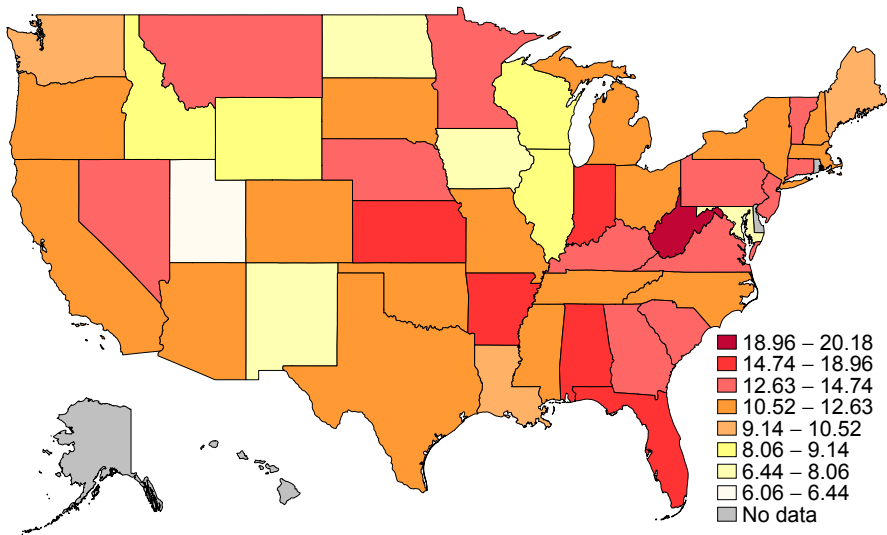 18.96 – 20.18
14.74 – 18.96
12.63 – 14.74
10.52 – 12.63
9.14 – 10.52
8.06 – 9.14
6.44 – 8.06
6.06 – 6.44
No data